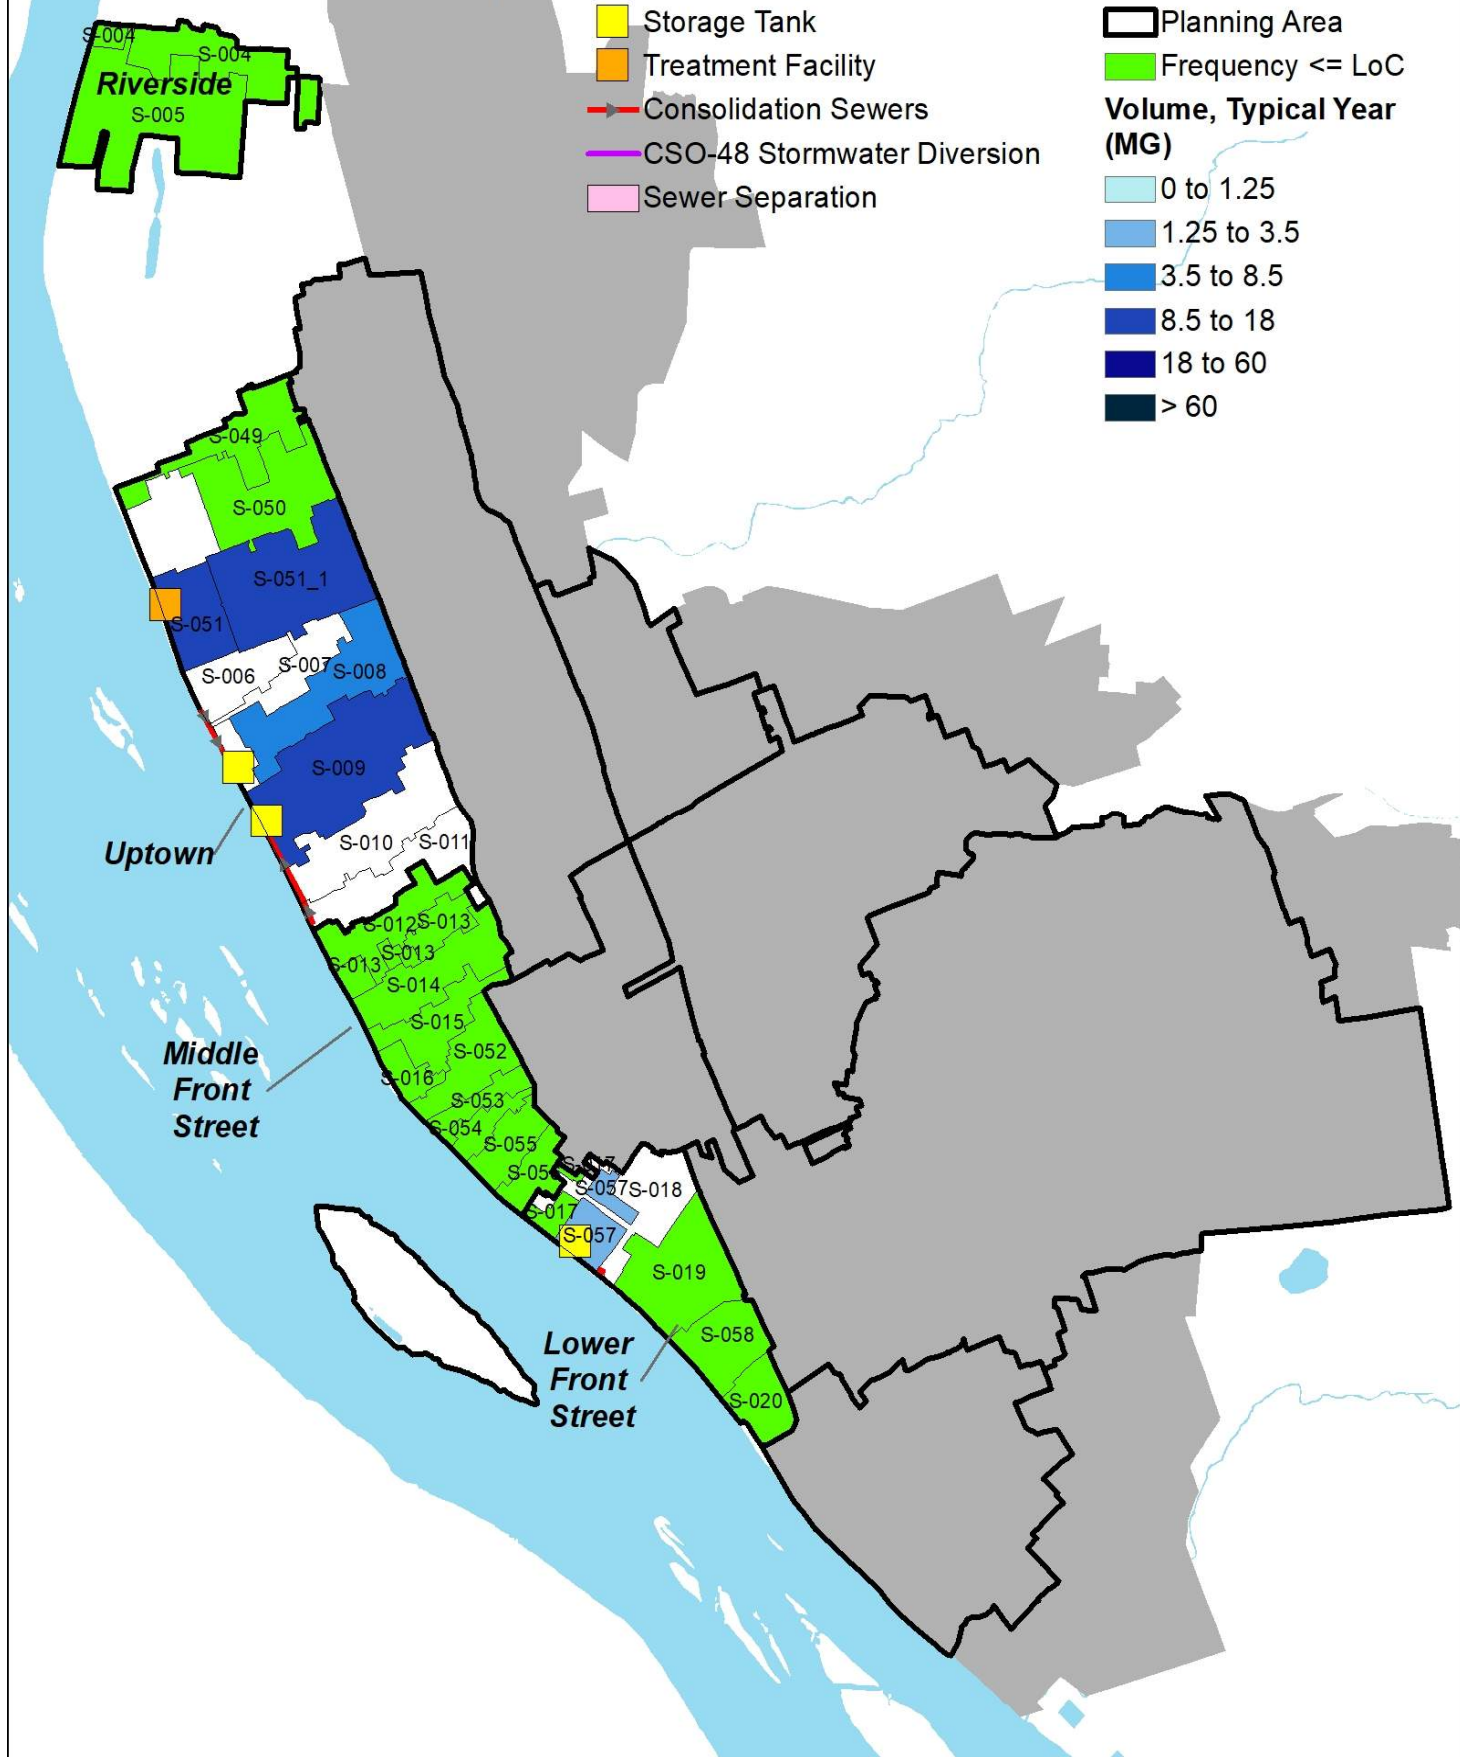 Storage Tank
Treatment Facility
Consolidation Sewers
CSO-48 Stormwater Diversion
Sewer Separation
Planning Area
Frequency <= LoC
Volume, Typical Year
(MG)
0 to 1.25
1.25 to 3.5
3.5 to 8.5
8.5 to 18
18 to 60
> 60
S-004
S-004
Riverside
S-005
S-049
S-050
S-051_1
S-051
S-006
S-007
S-008
S-009
Uptown
S-010
S-011
S-012
S-013
S-013
S-013
S-014
S-015
S-052
S-016
S-053
S-054
S-055
Middle
Front
Street
S-057
S-018
S-017
S-057
S-019
S-058
S-020
Lower
Front
Street